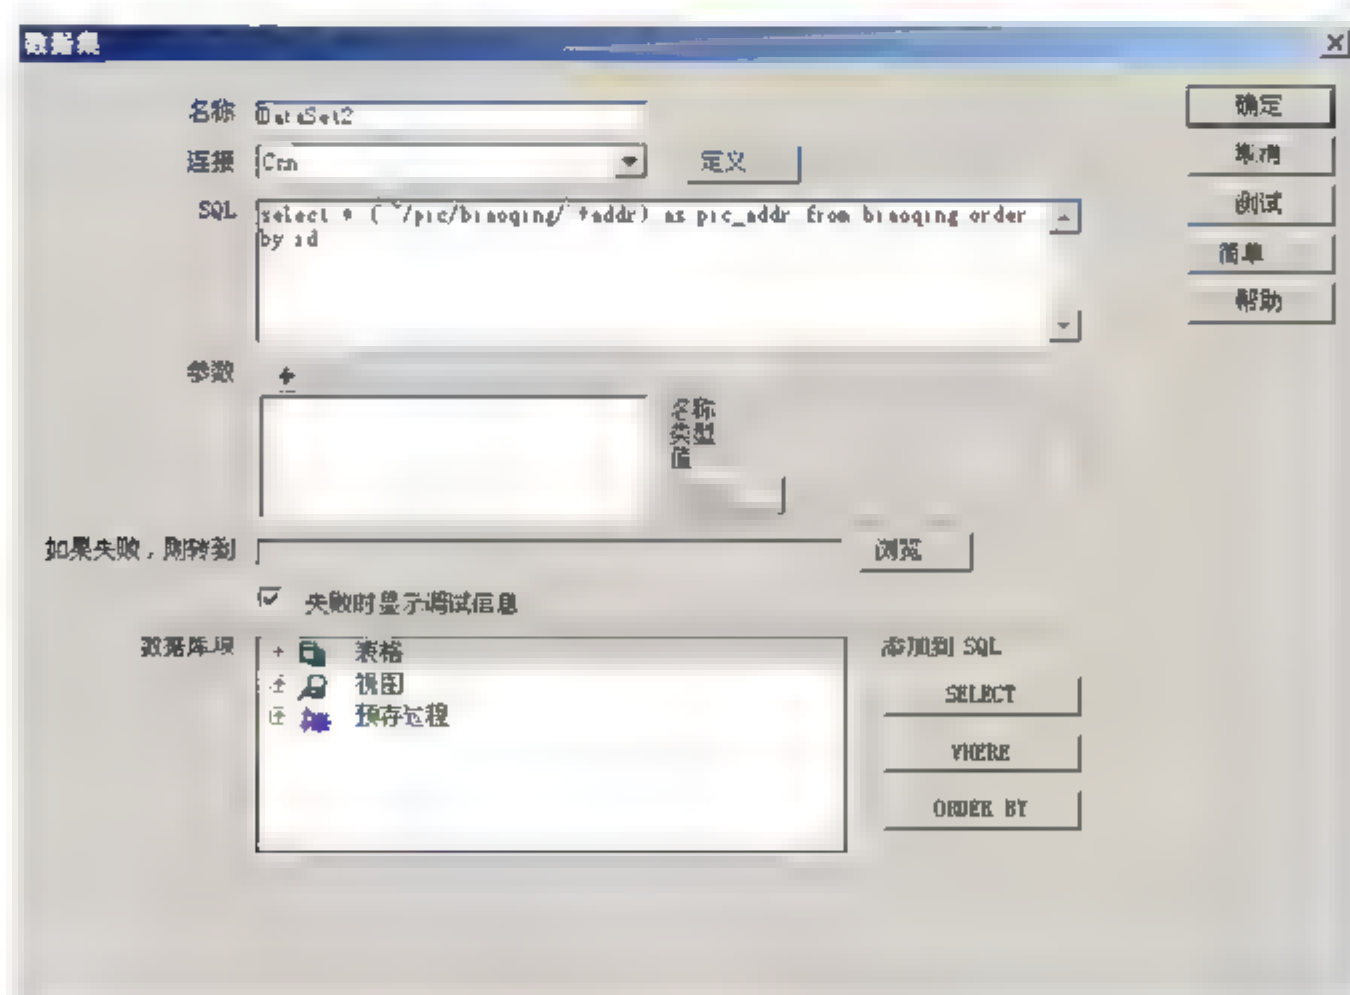 数据集
名称 DataSet2 确定
连接 Cnn 定义 取消
SQL select * ( ~/pic/biaoqing/ +addr) as pic_addr from biaoqing order
by id
测试
简单
帮助
参数
名称
类型
值
如果失败,则转到 浏览
失败时显示调试信息
数据库项 表格 添加到 SQL
视图 SELECT
预存过程
WHERE
ORDER BY